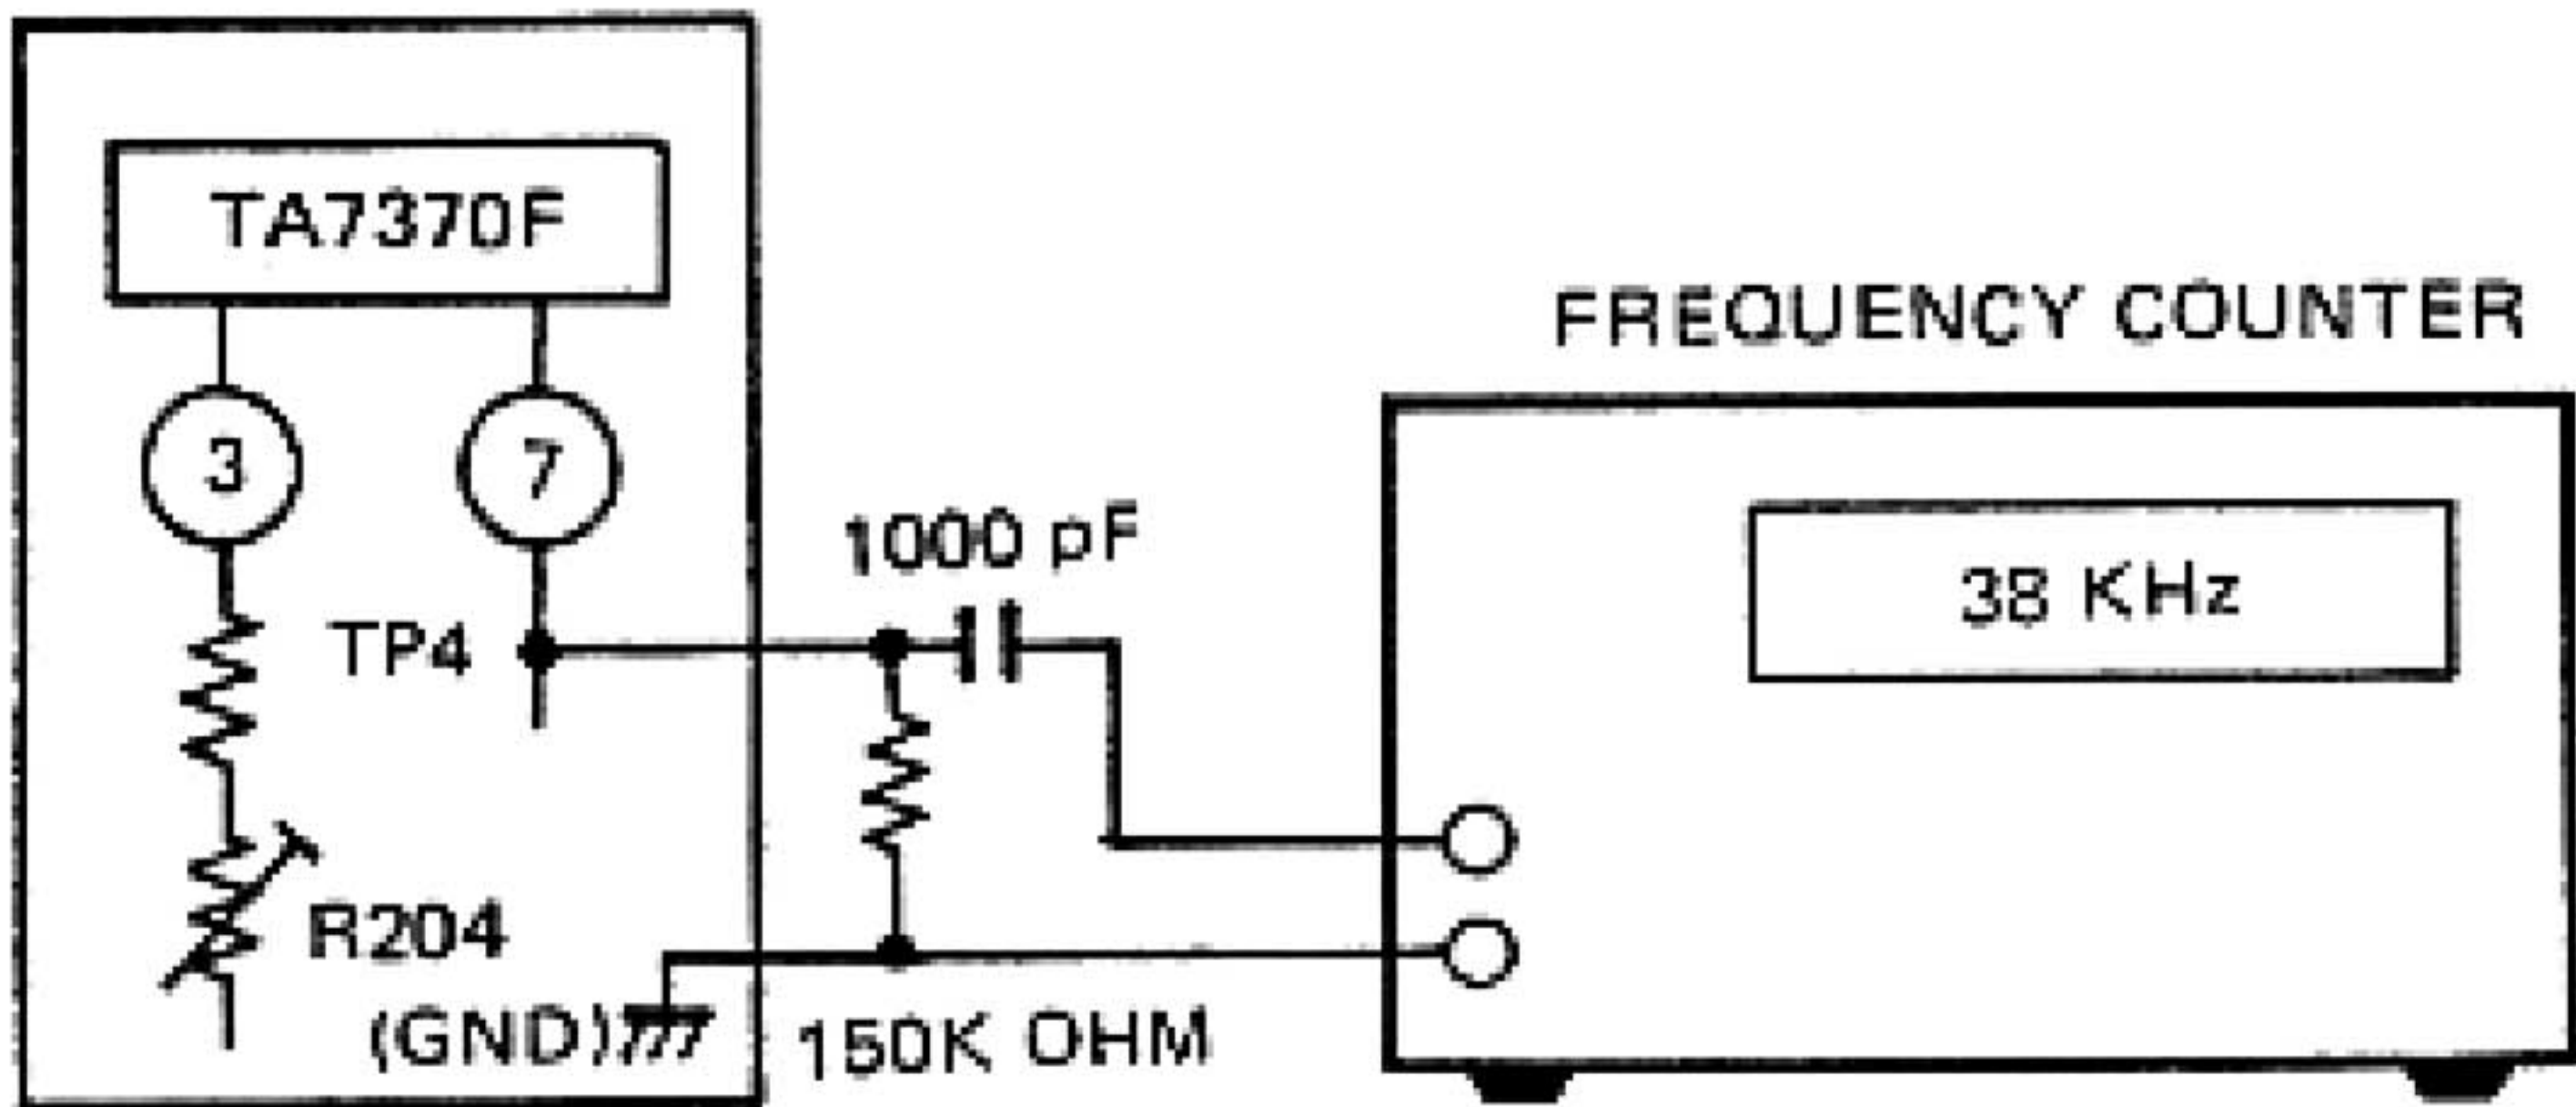 TA7370F
FREQUENCY COUNTER
3
7
1000 pF
38 KHz
TP4
R204
(GND)
150K OHM